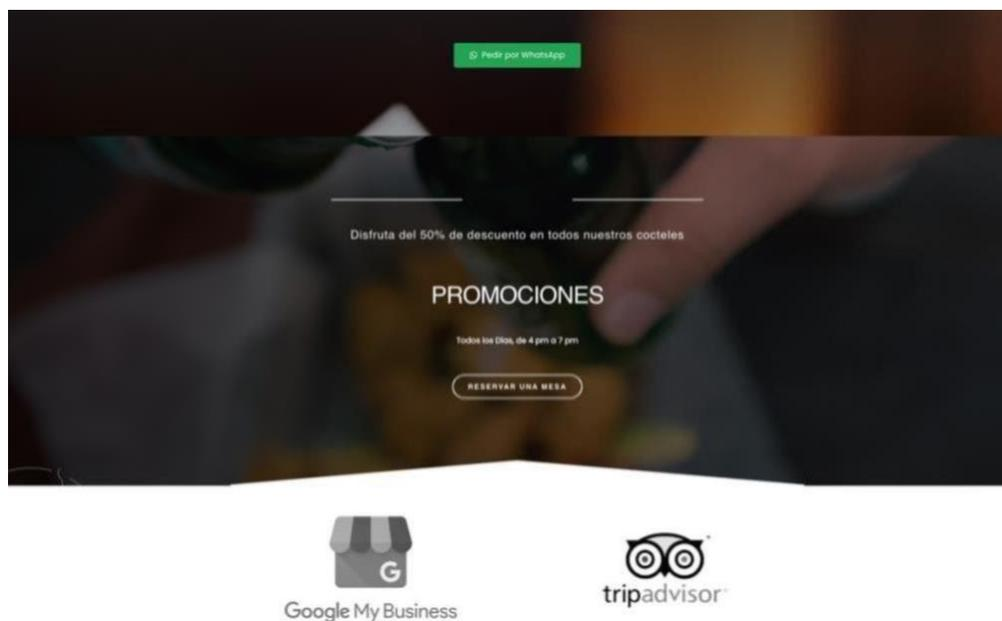 Pedir por WhatsApp
Disfruta del 50% de descuento en todos nuestros cocteles
PROMOCIONES
Todos los Días, de 4 pm a 7 pm
RESERVAR UNA MESA
G
Google My Business
tripadvisor